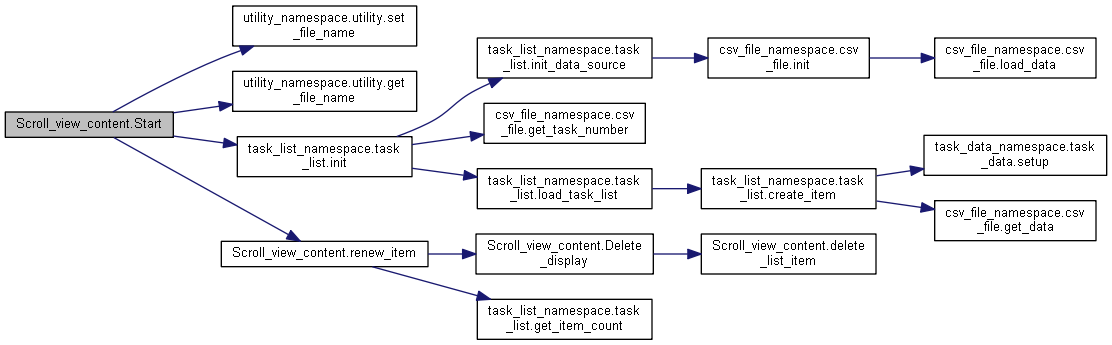 utility_namespace.utility.set
_file_name
utility_namespace.utility.get
_file_name
Scroll_view_content.Start
task_list_namespace.task
_list.init
task_list_namespace.task
_list.init_data_source
csv_file_namespace.csv
_file.init
csv_file_namespace.csv
_file.load_data
csv_file_namespace.csv
_file.get_task_number
task_list_namespace.task
_list.load_task_list
task_list_namespace.task
_list.create_item
task_data_namespace.task
_data.setup
csv_file_namespace.csv
_file.get_data
Scroll_view_content.renew_item
Scroll_view_content.Delete
_display
Scroll_view_content.delete
_list_item
task_list_namespace.task
_list.get_item_count